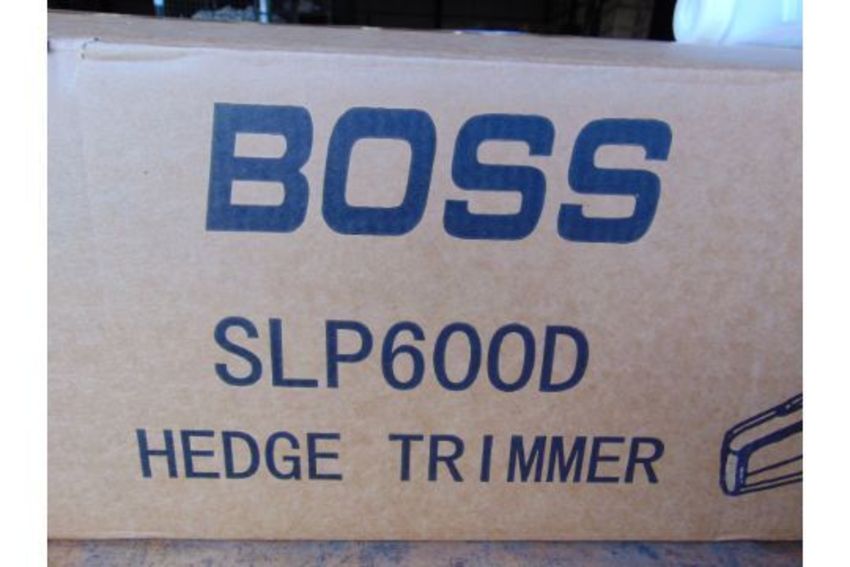 BOSS
SLP600D
HEDGE TRIMMER